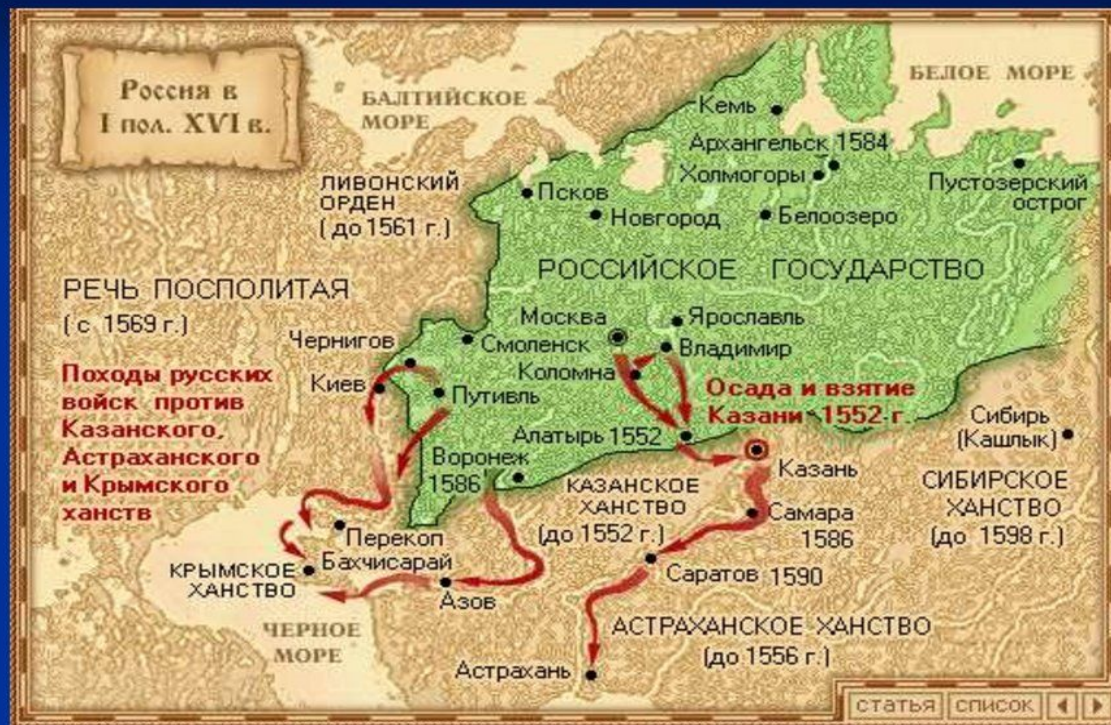 Россия в
I пол. XVI в.
БАЛТИЙСКОЕ
МОРЕ
БЕЛОЕ МОРЕ
Кемь
Архангельск 1584
Холмогоры
Пустозерский
острог
ЛИВОНСКИЙ
ОРДЕН
(до 1561 г.)
Псков
Новгород
Белоозеро
РОССИЙСКОЕ ГОСУДАРСТВО
РЕЧЬ ПОСПОЛИТАЯ
(с 1569 г.)
Москва
Ярославль
Чернигов
Смоленск
Владимир
Коломна
Киев
Путивль
Походы русских
войск против
Казанского,
Астраханского
и Крымского
ханств
Осада и взятие
Казани 1552 г.
Алатырь 1552
Сибирь
(Кашлык)
Воронеж
1586
Казань
КАЗАНСКОЕ
ХАНСТВО
(до 1552 г.)
СИБИРСКОЕ
ХАНСТВО
(до 1598 г.)
Самара
1586
Перекоп
Бахчисарай
КРЫМСКОЕ
ХАНСТВО
Азов
Саратов 1590
ЧЕРНОЕ
МОРЕ
АСТРАХАНСКОЕ ХАНСТВО
(до 1556 г.)
Астрахань
статья список